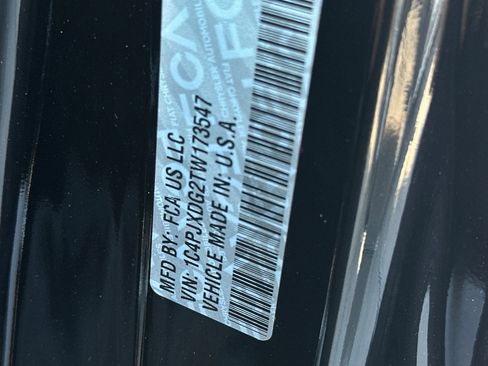 MFD BY: FCA US LLC
VIN: 1C4PJXDG2TW173547
VEHICLE MADE IN: U.S.A.